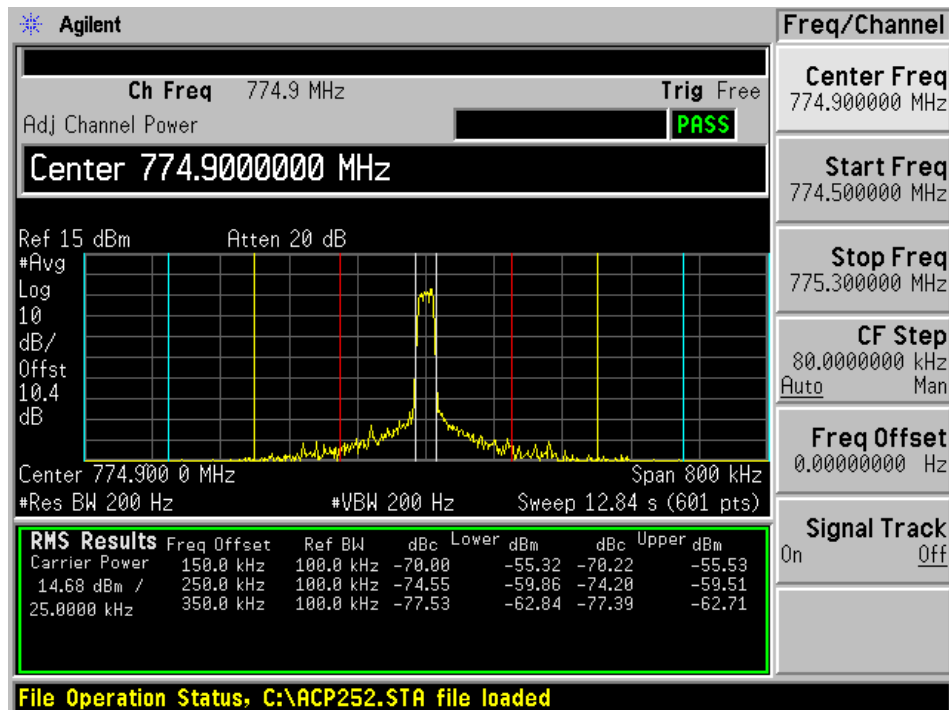 Agilent
Freq/Channel
Ch Freq 774.9 MHz Trig Free
Adj Channel Power PASS
Center 774.9000000 MHz
Ref 15 dBm Atten 20 dB
#Avg
Log
10
dB/
Offst
10.4
dB
Center 774.900 0 MHz Span 800 kHz
#Res BW 200 Hz #VBW 200 Hz Sweep 12.84 s (601 pts)
RMS Results Freq Offset Ref BW dBc Lower dBm dBc Upper dBm
Carrier Power 150.0 kHz 100.0 kHz -70.00 -55.32 -70.22 -55.53
14.68 dBm / 250.0 kHz 100.0 kHz -74.55 -59.86 -74.20 -59.51
25.0000 kHz 350.0 kHz 100.0 kHz -77.53 -62.84 -77.39 -62.71
Center Freq
774.900000 MHz
Start Freq
774.500000 MHz
Stop Freq
775.300000 MHz
CF Step
80.0000000 kHz
Auto Man
Freq Offset
0.00000000 Hz
Signal Track
On Off
File Operation Status, C:\ACP252.STA file loaded